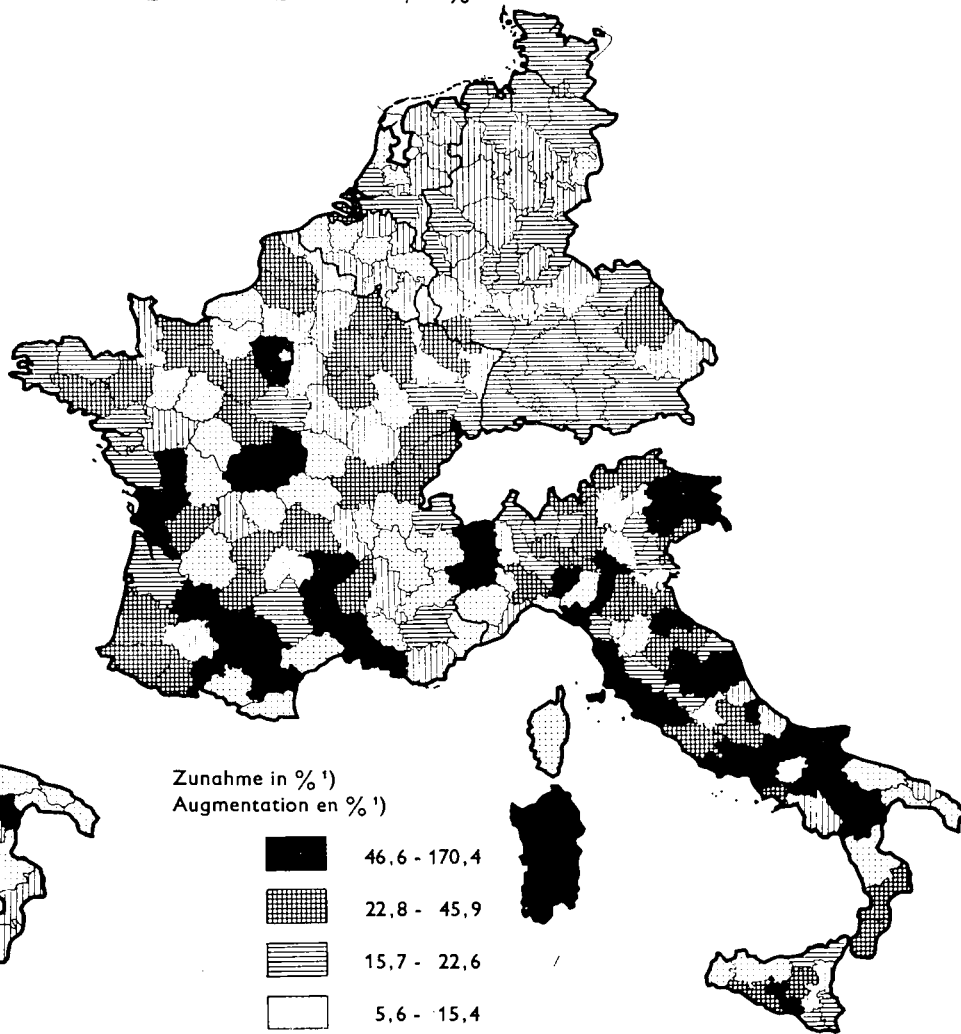 Zunahme in % ¹)
Augmentation en % ¹)
46,6 - 170,4
22,8 - 45,9
15,7 - 22,6
5,6 - 15,4